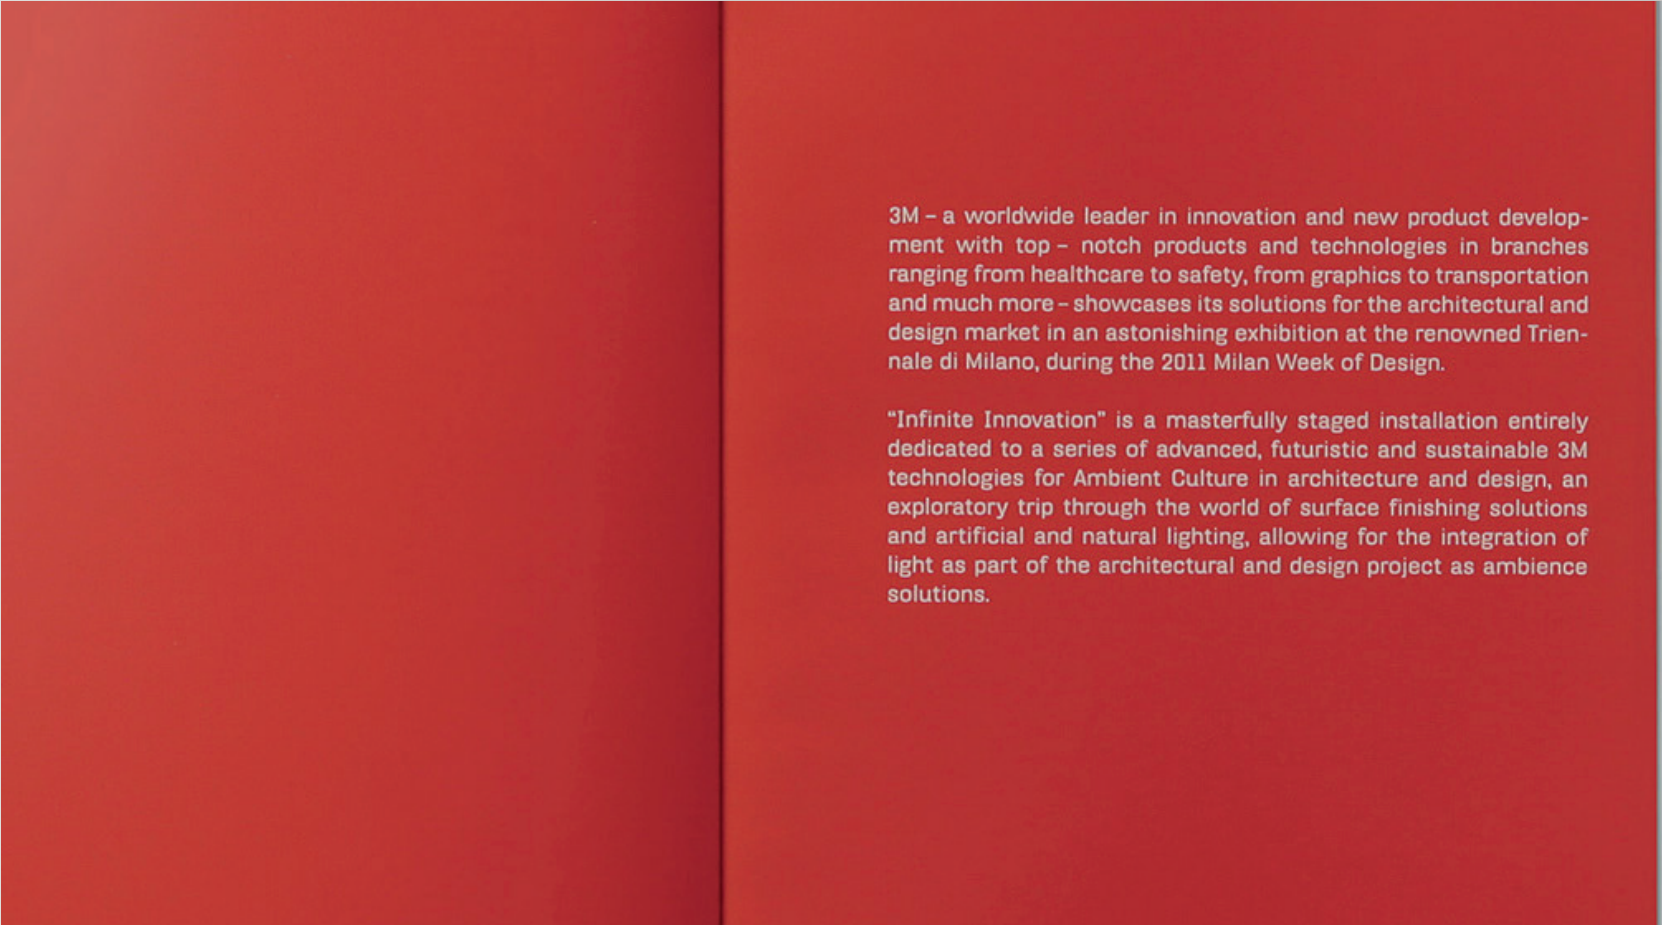 3M – a worldwide leader in innovation and new product develop-
ment with top – notch products and technologies in branches
ranging from healthcare to safety, from graphics to transportation
and much more – showcases its solutions for the architectural and
design market in an astonishing exhibition at the renowned Trien-
nale di Milano, during the 2011 Milan Week of Design.
“Infinite Innovation” is a masterfully staged installation entirely
dedicated to a series of advanced, futuristic and sustainable 3M
technologies for Ambient Culture in architecture and design, an
exploratory trip through the world of surface finishing solutions
and artificial and natural lighting, allowing for the integration of
light as part of the architectural and design project as ambience
solutions.